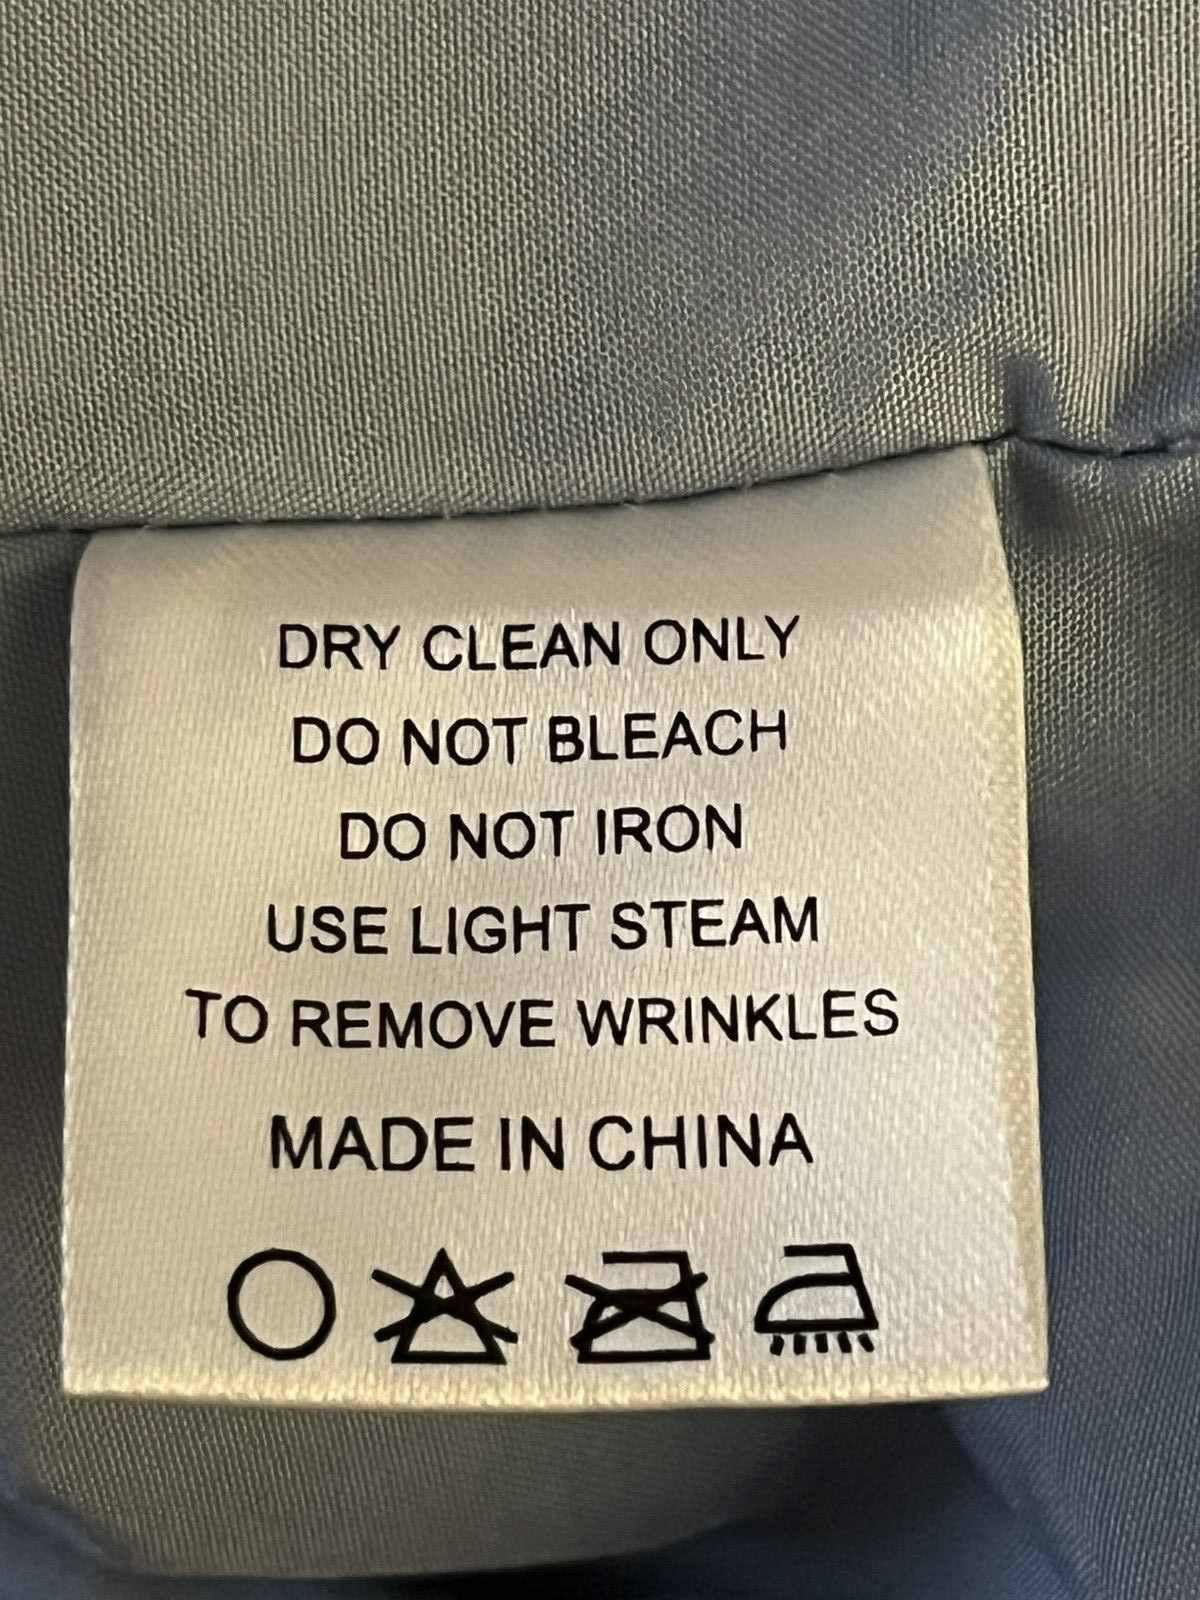 DRY CLEAN ONLY
DO NOT BLEACH
DO NOT IRON
USE LIGHT STEAM
TO REMOVE WRINKLES
MADE IN CHINA